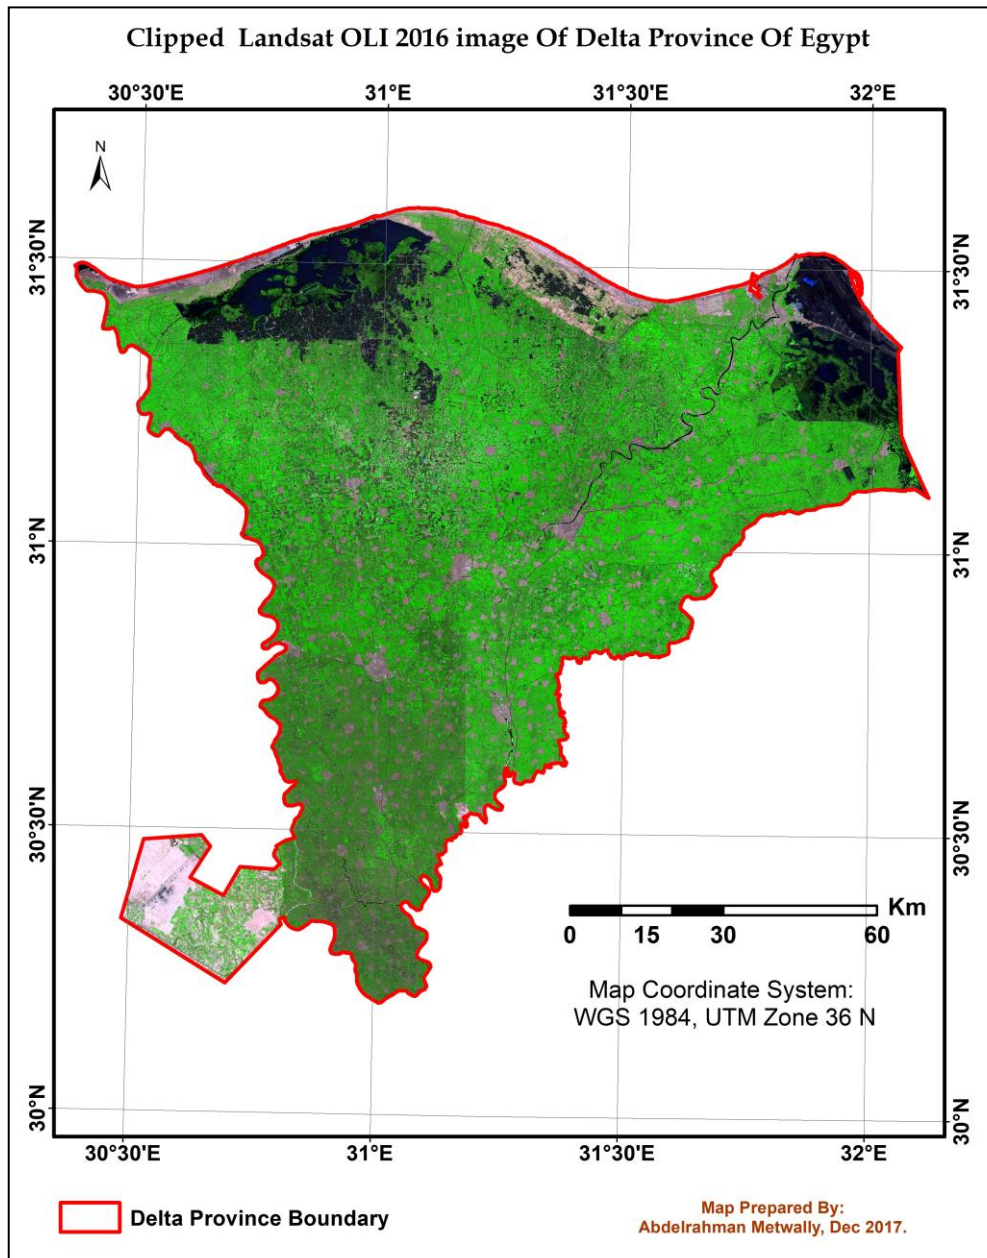 Clipped Landsat OLI 2016 image Of Delta Province Of Egypt
30°30'E 31°E 31°30'E 32°E
N
31°30'N 31°30'N
31°N 31°N
30°30'N 30°30'N
Km
0 15 30 60
Map Coordinate System:
WGS 1984, UTM Zone 36 N
30°N 30°N
30°30'E 31°E 31°30'E 32°E
Delta Province Boundary
Map Prepared By:
Abdelrahman Metwally, Dec 2017.